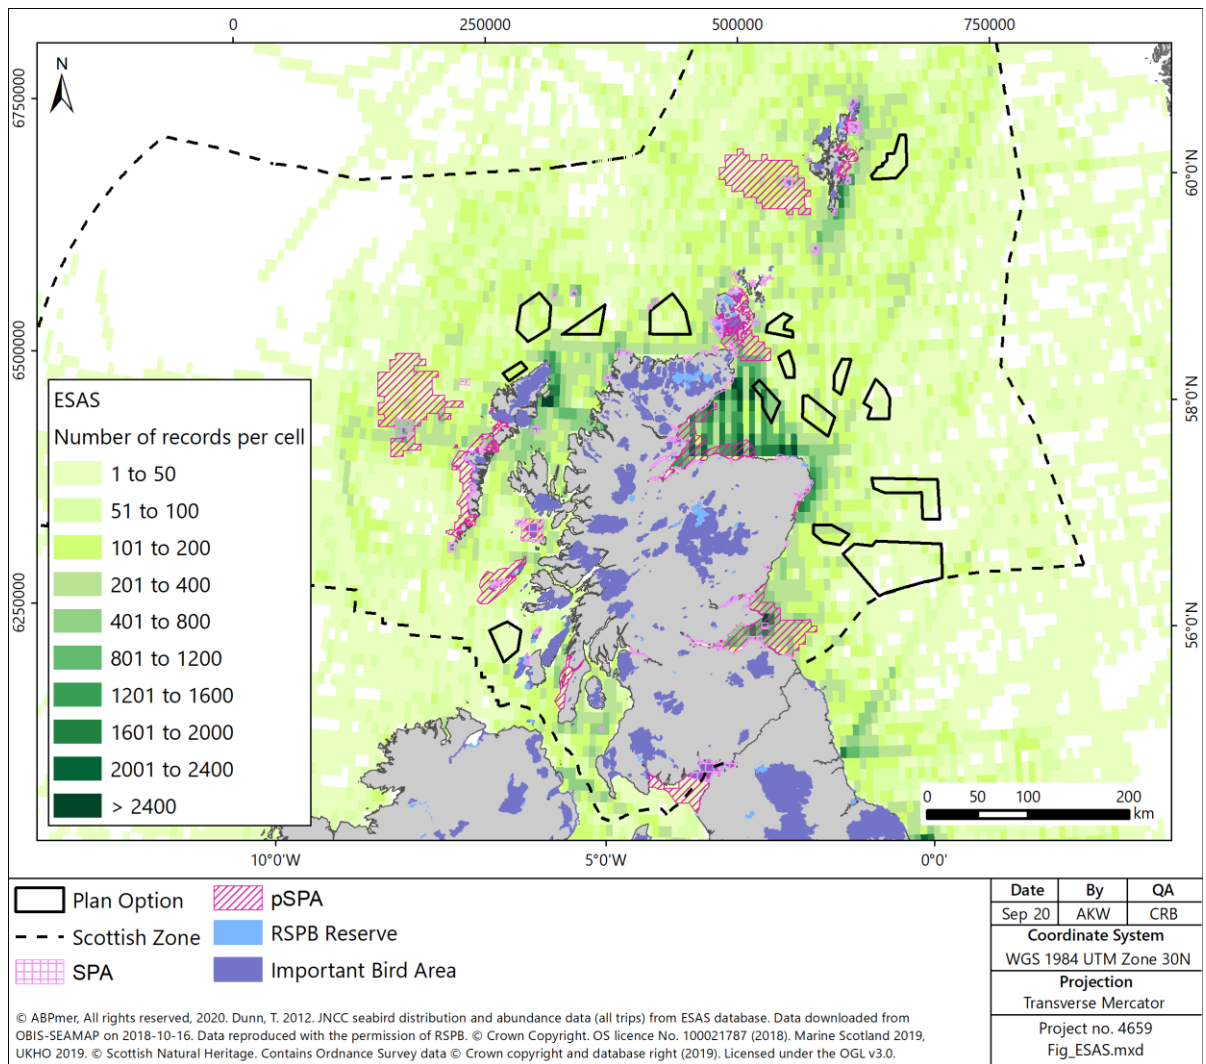 0 250000 500000 750000
N
6750000
6500000
6250000
60°0'N
58°0'N
56°0'N
ESAS
Number of records per cell
1 to 50
51 to 100
101 to 200
201 to 400
401 to 800
801 to 1200
1201 to 1600
1601 to 2000
2001 to 2400
> 2400
0 50 100 200
km
10°0'W 5°0'W 0°0'
Plan Option
Scottish Zone
SPA
pSPA
RSPB Reserve
Important Bird Area
Date By QA
Sep 20 AKW CRB
Coordinate System
WGS 1984 UTM Zone 30N
Projection
Transverse Mercator
Project no. 4659
Fig_ESAS.mxd
© ABPmer, All rights reserved, 2020. Dunn, T. 2012. JNCC seabird distribution and abundance data (all trips) from ESAS database. Data downloaded from
OBIS-SEAMAP on 2018-10-16. Data reproduced with the permission of RSPB. © Crown Copyright. OS licence No. 100021787 (2018). Marine Scotland 2019,
UKHO 2019. © Scottish Natural Heritage. Contains Ordnance Survey data © Crown copyright and database right (2019). Licensed under the OGL v3.0.